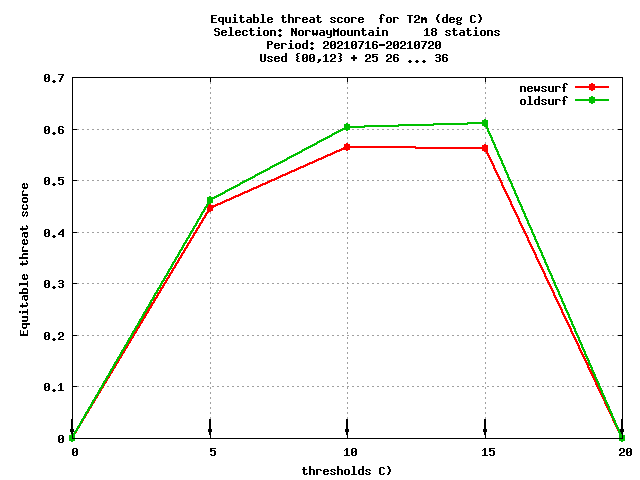 Equitable threat score  for T2m (deg C)
Selection: NorwayMountain     18 stations
Period: 20210716-20210720
Used {00,12} + 25 26 ... 36
newsurf
oldsurf
0.7
0.6
0.5
0.4
0.3
0.2
0.1
0
Equitable threat score
0 5 10 15 20
thresholds C)